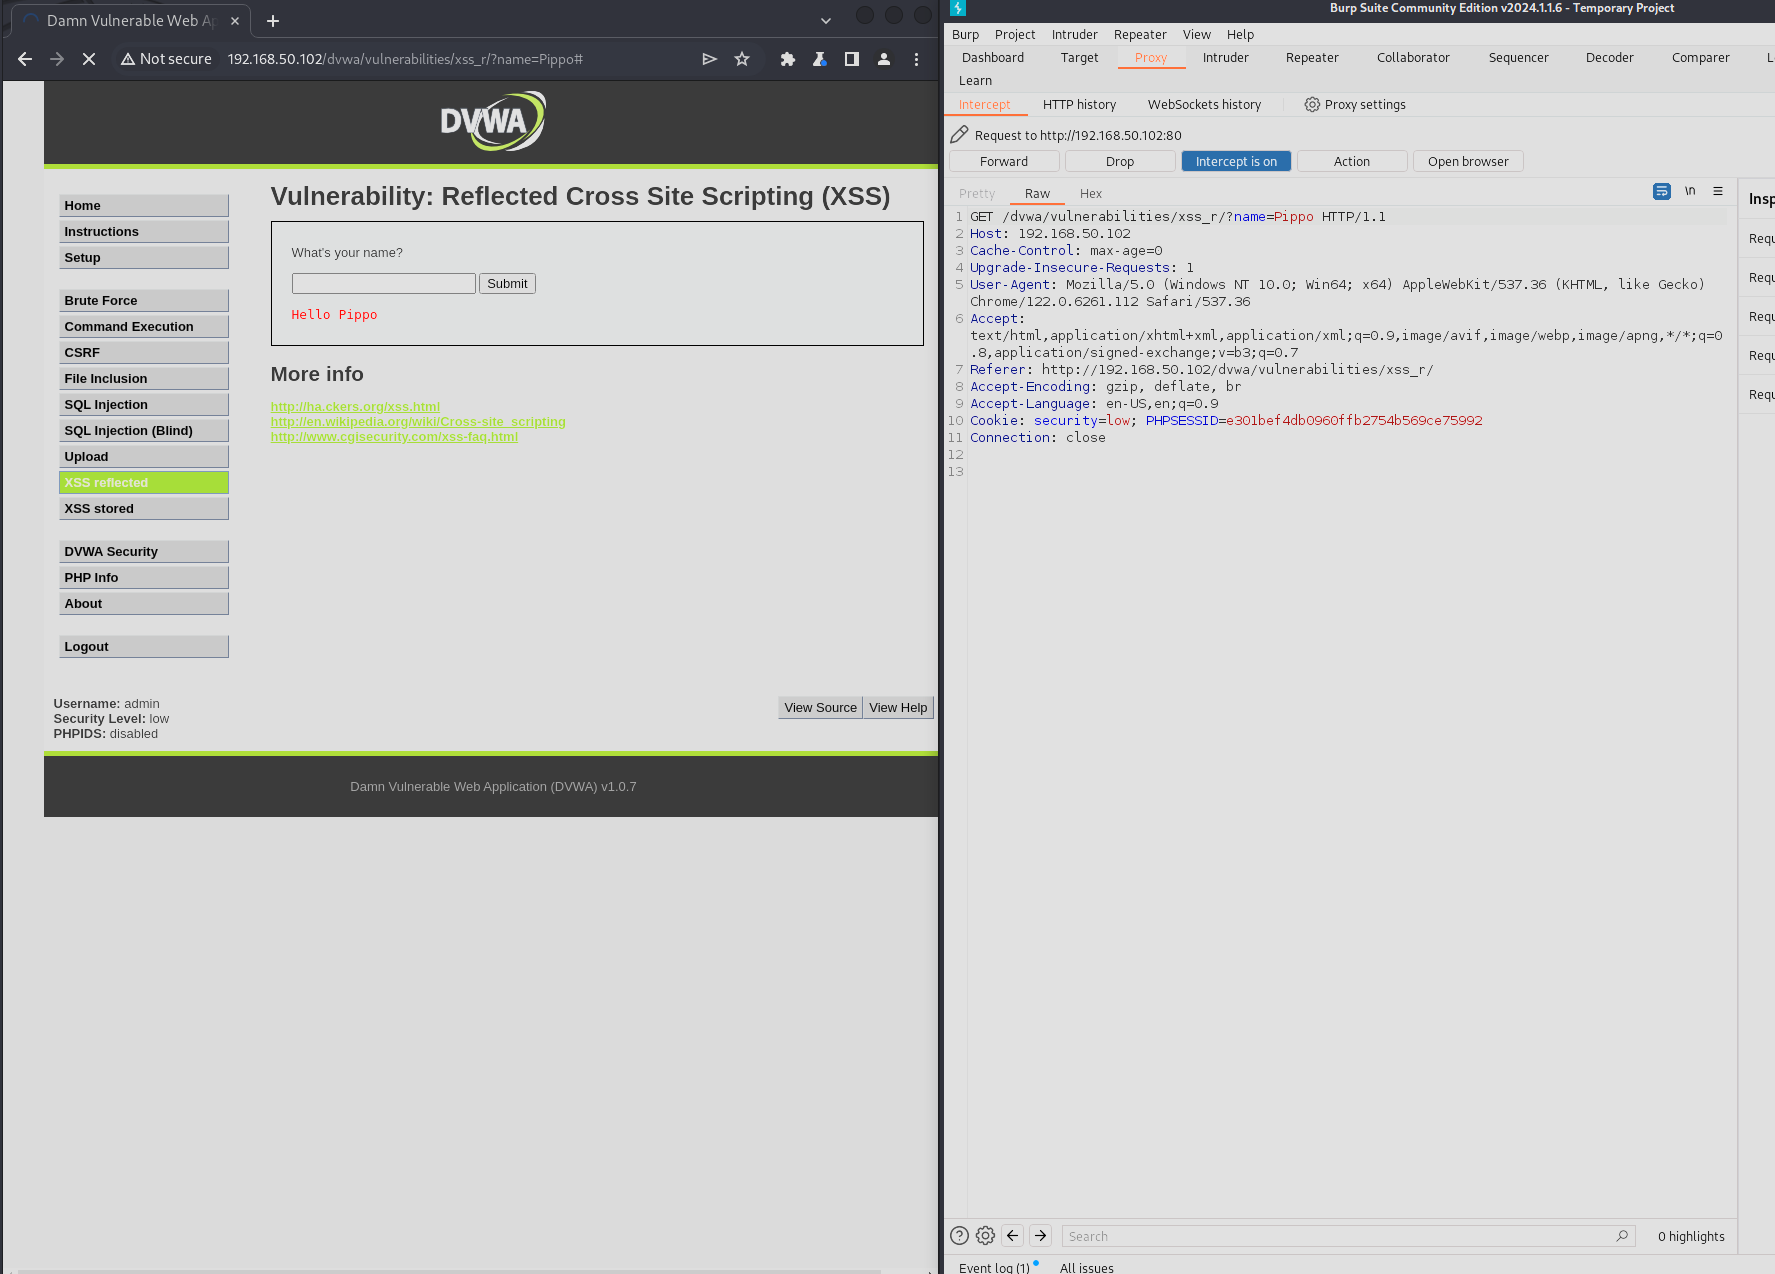 Damn Vulnerable Web Ap
Not secure
192.168.50.102/dvwa/vulnerabilities/xss_r/?name=Pippo#
DVWA
Home
Instructions
Setup
Brute Force
Command Execution
CSRF
File Inclusion
SQL Injection
SQL Injection (Blind)
Upload
XSS reflected
XSS stored
DVWA Security
PHP Info
About
Logout
Vulnerability: Reflected Cross Site Scripting (XSS)
What's your name?
Submit
Hello Pippo
More info
http://ha.ckers.org/xss.html
http://en.wikipedia.org/wiki/Cross-site_scripting
http://www.cgisecurity.com/xss-faq.html
Username: admin
Security Level: low
PHPIDS: disabled
View Source View Help
Damn Vulnerable Web Application (DVWA) v1.0.7
Burp Suite Community Edition v2024.1.1.6 - Temporary Project
Burp Project Intruder Repeater View Help
Dashboard Target Proxy Intruder Repeater Collaborator Sequencer Decoder Comparer
Learn
Intercept HTTP history WebSockets history Proxy settings
Request to http://192.168.50.102:80
Forward Drop Intercept is on Action Open browser
Pretty Raw Hex \n
1 GET /dvwa/vulnerabilities/xss_r/?name=Pippo HTTP/1.1
2 Host: 192.168.50.102
3 Cache-Control: max-age=0
4 Upgrade-Insecure-Requests: 1
5 User-Agent: Mozilla/5.0 (Windows NT 10.0; Win64; x64) AppleWebKit/537.36 (KHTML, like Gecko)
Chrome/122.0.6261.112 Safari/537.36
6 Accept:
text/html,application/xhtml+xml,application/xml;q=0.9,image/avif,image/webp,image/apng,*/*;q=0
.8,application/signed-exchange;v=b3;q=0.7
7 Referer: http://192.168.50.102/dvwa/vulnerabilities/xss_r/
8 Accept-Encoding: gzip, deflate, br
9 Accept-Language: en-US,en;q=0.9
10 Cookie: security=low; PHPSESSID=e301bef4db0960ffb2754b569ce75992
11 Connection: close
12
13
Insp
Requ
Requ
Requ
Requ
Requ
Search
0 highlights
Event log (1) All issues